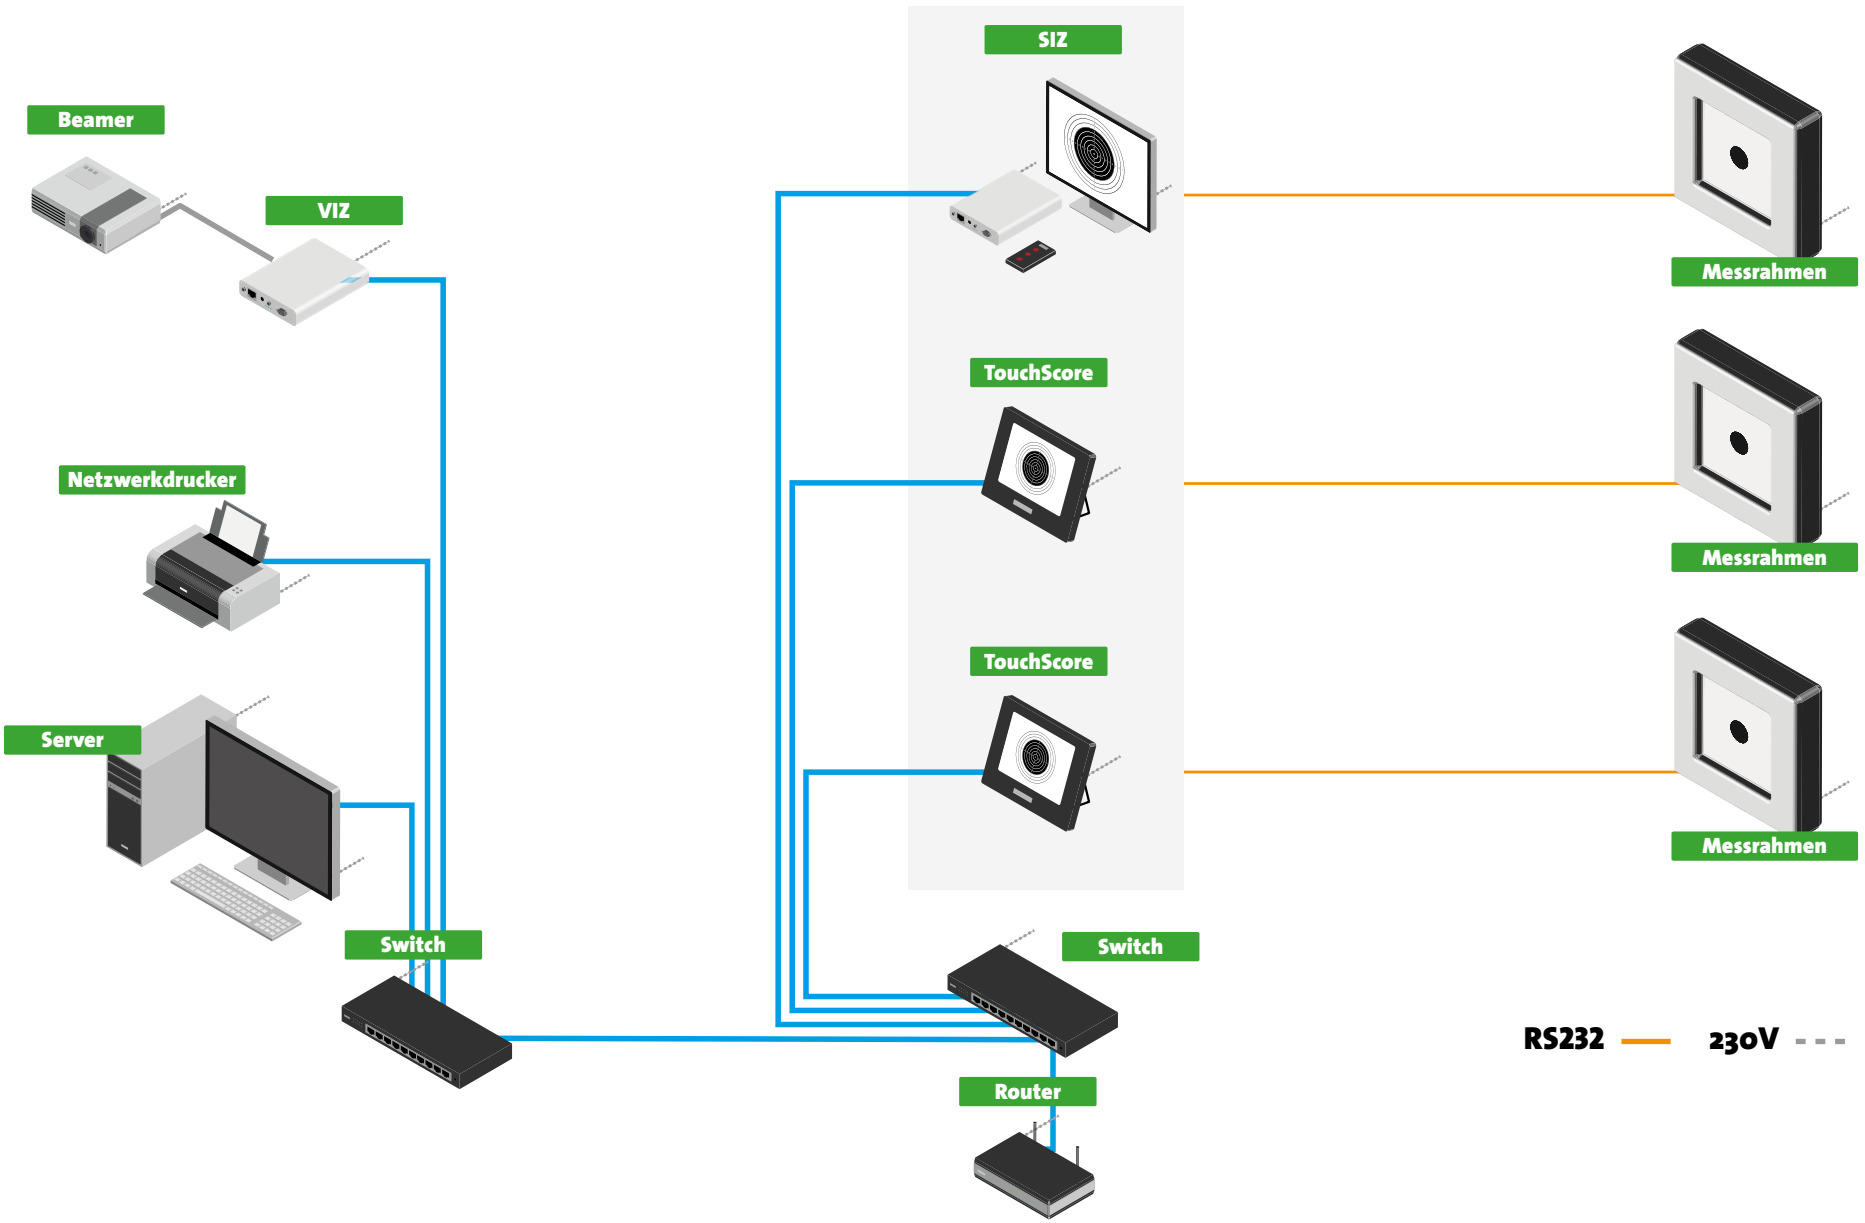 SIZ
Beamer
VIZ
Messrahmen
TouchScore
Netzwerkdrucker
Messrahmen
TouchScore
Server
Messrahmen
Switch
Switch
RS232
230V
Router